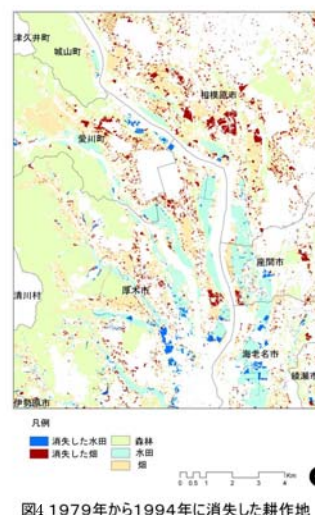 津久井町
城山町
相模原市
愛川町
座間市
厚木市
清川村
海老名市
綾瀬市
伊勢原市
凡例
消失した水田 森林
消失した畑 水田
畑
0 0.5 1 2 3 4 Km
図4 1979年から1994年に消失した耕作地